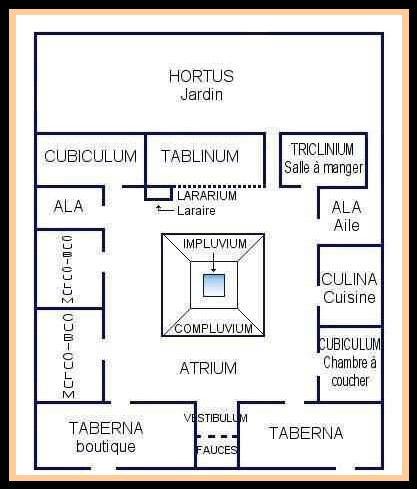 HORTUS
Jardin
CUBICULUM
TABLINUM
TRICLINIUM
Salle à manger
LARARIUM
Laraire
ALA
ALA
Aile
CUBICULUM
IMPLUVIUM
COMPLUVIUM
CULINA
Cuisine
CUBICULUM
CUBICULUM
Chambre à
coucher
ATRIUM
TABERNA
boutique
VESTIBULUM
FAUCES
TABERNA